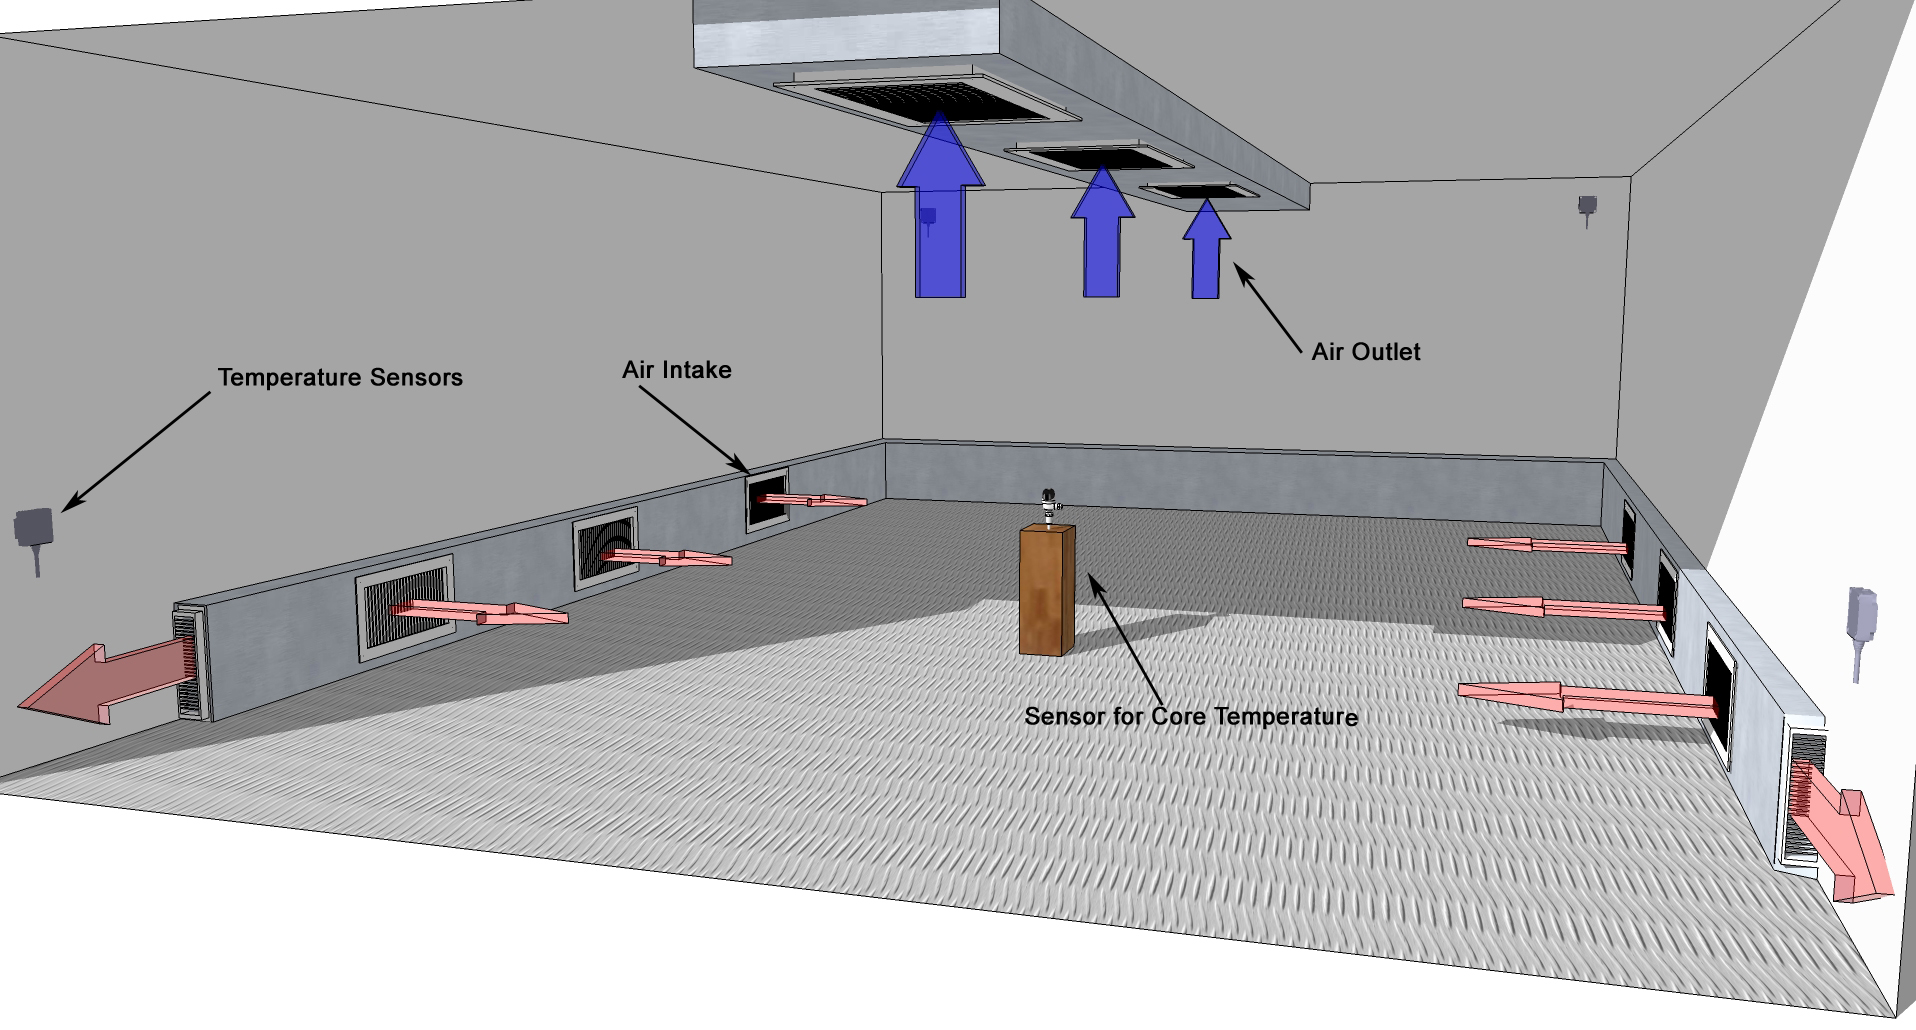 Air Outlet
Temperature Sensors
Air Intake
Sensor for Core Temperature